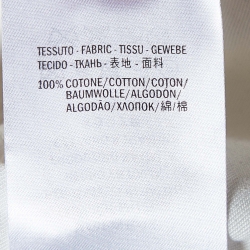 TESSUTO - FABRIC - TISSU - GEWEBE
TECIDO - ТКАНЬ - 表地 - 面料
100% COTONE/COTTON/COTON/
BAUMWOLLE/ALGODÓN/
ALGODÃO/ХЛОПОК/綿/棉